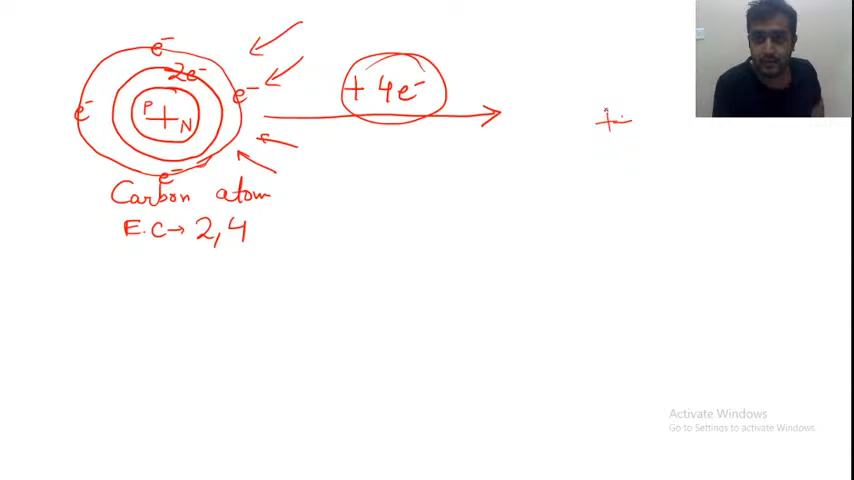 e⁻
2e⁻
e⁻
e⁻
P
+
N
e⁻
+ 4e⁻
+
Carbon atom
E.C → 2,4
Activate Windows
Go to Settings to activate Windows.